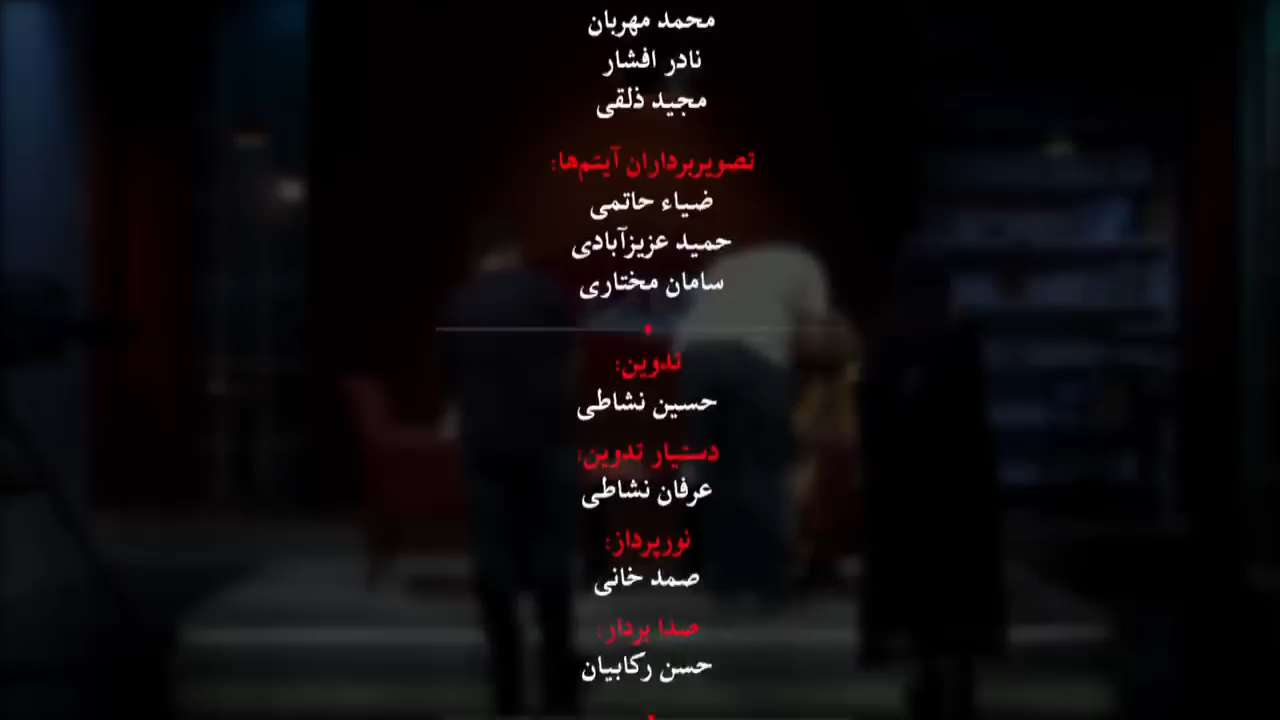 محمد مهربان
نادر افشار
مجید ذلقی
تصویربرداران آیتم‌ها:
ضیاء حاتمی
حمید عزیزآبادی
سامان مختاری
تدوین:
حسین نشاطی
دستیار تدوین:
عرفان نشاطی
نورپرداز:
صمد خانی
صدا بردار:
حسن رکابیان